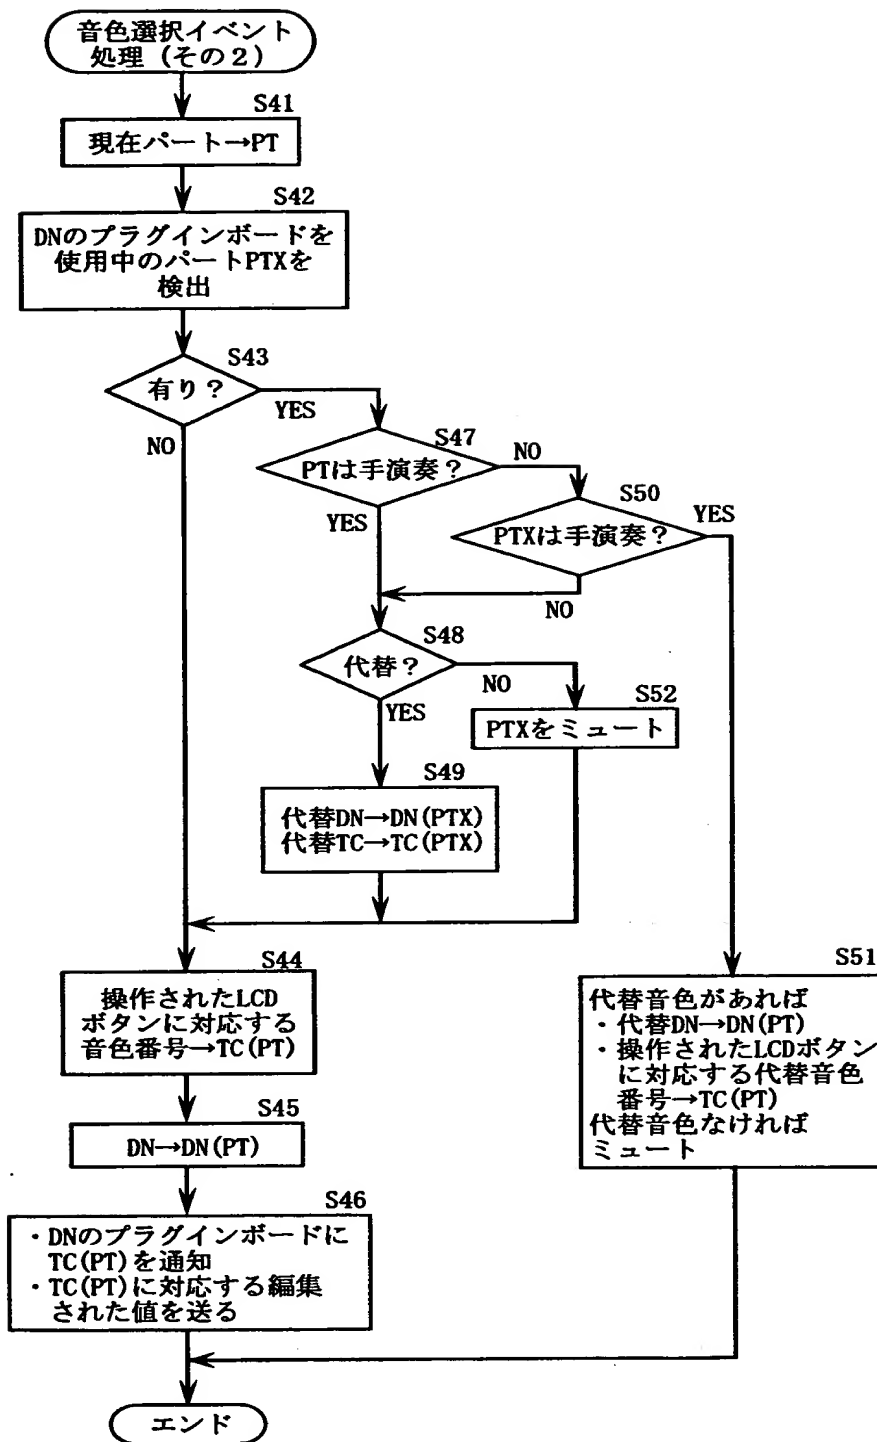 音色選択イベント
処理(その2)
S41
現在パート→PT
S42
DNのプラグインボードを
使用中のパートPTXを
検出
S43
有り?
YES
NO
S47
PTは手演奏?
NO
YES
S50
PTXは手演奏?
YES
NO
S48
代替?
NO
YES
S52
PTXをミュート
S49
代替DN→DN(PTX)
代替TC→TC(PTX)
S44
操作されたLCD
ボタンに対応する
音色番号→TC(PT)
S51
代替音色があれば
・代替DN→DN(PT)
・操作されたLCDボタン
に対応する代替音色
番号→TC(PT)
代替音色なければ
ミュート
S45
DN→DN(PT)
S46
・DNのプラグインボードに
TC(PT)を通知
・TC(PT)に対応する編集
された値を送る
エンド